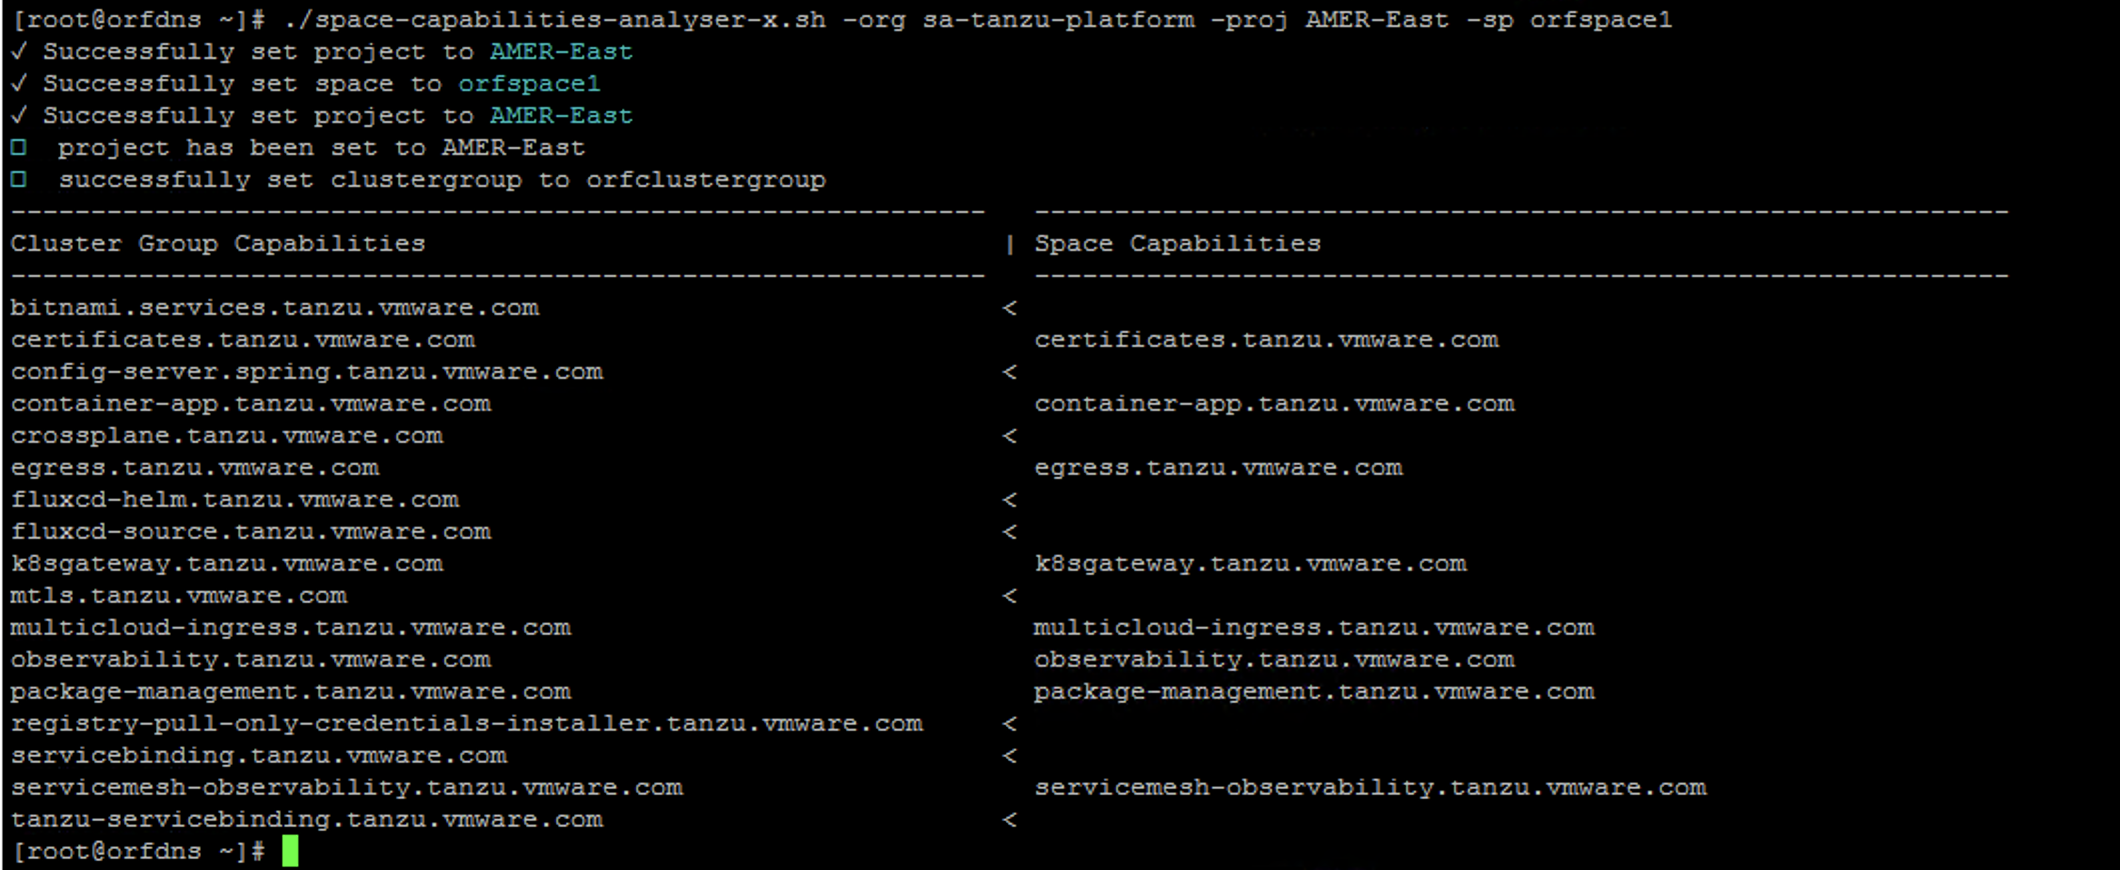 [root@orfdns ~]# ./space-capabilities-analyser-x.sh -org sa-tanzu-platform -proj AMER-East -sp orfspace1
✓ Successfully set project to AMER-East
✓ Successfully set space to orfspace1
✓ Successfully set project to AMER-East
□  project has been set to AMER-East
□  successfully set clustergroup to orfclustergroup
-------------------------------------------------------------   -------------------------------------------------------------
Cluster Group Capabilities                                    | Space Capabilities
-------------------------------------------------------------   -------------------------------------------------------------
bitnami.services.tanzu.vmware.com                             <
certificates.tanzu.vmware.com                                   certificates.tanzu.vmware.com
config-server.spring.tanzu.vmware.com                         <
container-app.tanzu.vmware.com                                  container-app.tanzu.vmware.com
crossplane.tanzu.vmware.com                                   <
egress.tanzu.vmware.com                                         egress.tanzu.vmware.com
fluxcd-helm.tanzu.vmware.com                                  <
fluxcd-source.tanzu.vmware.com                                <
k8sgateway.tanzu.vmware.com                                     k8sgateway.tanzu.vmware.com
mtls.tanzu.vmware.com                                         <
multicloud-ingress.tanzu.vmware.com                             multicloud-ingress.tanzu.vmware.com
observability.tanzu.vmware.com                                  observability.tanzu.vmware.com
package-management.tanzu.vmware.com                             package-management.tanzu.vmware.com
registry-pull-only-credentials-installer.tanzu.vmware.com     <
servicebinding.tanzu.vmware.com                               <
servicemesh-observability.tanzu.vmware.com                      servicemesh-observability.tanzu.vmware.com
tanzu-servicebinding.tanzu.vmware.com                         <
[root@orfdns ~]#